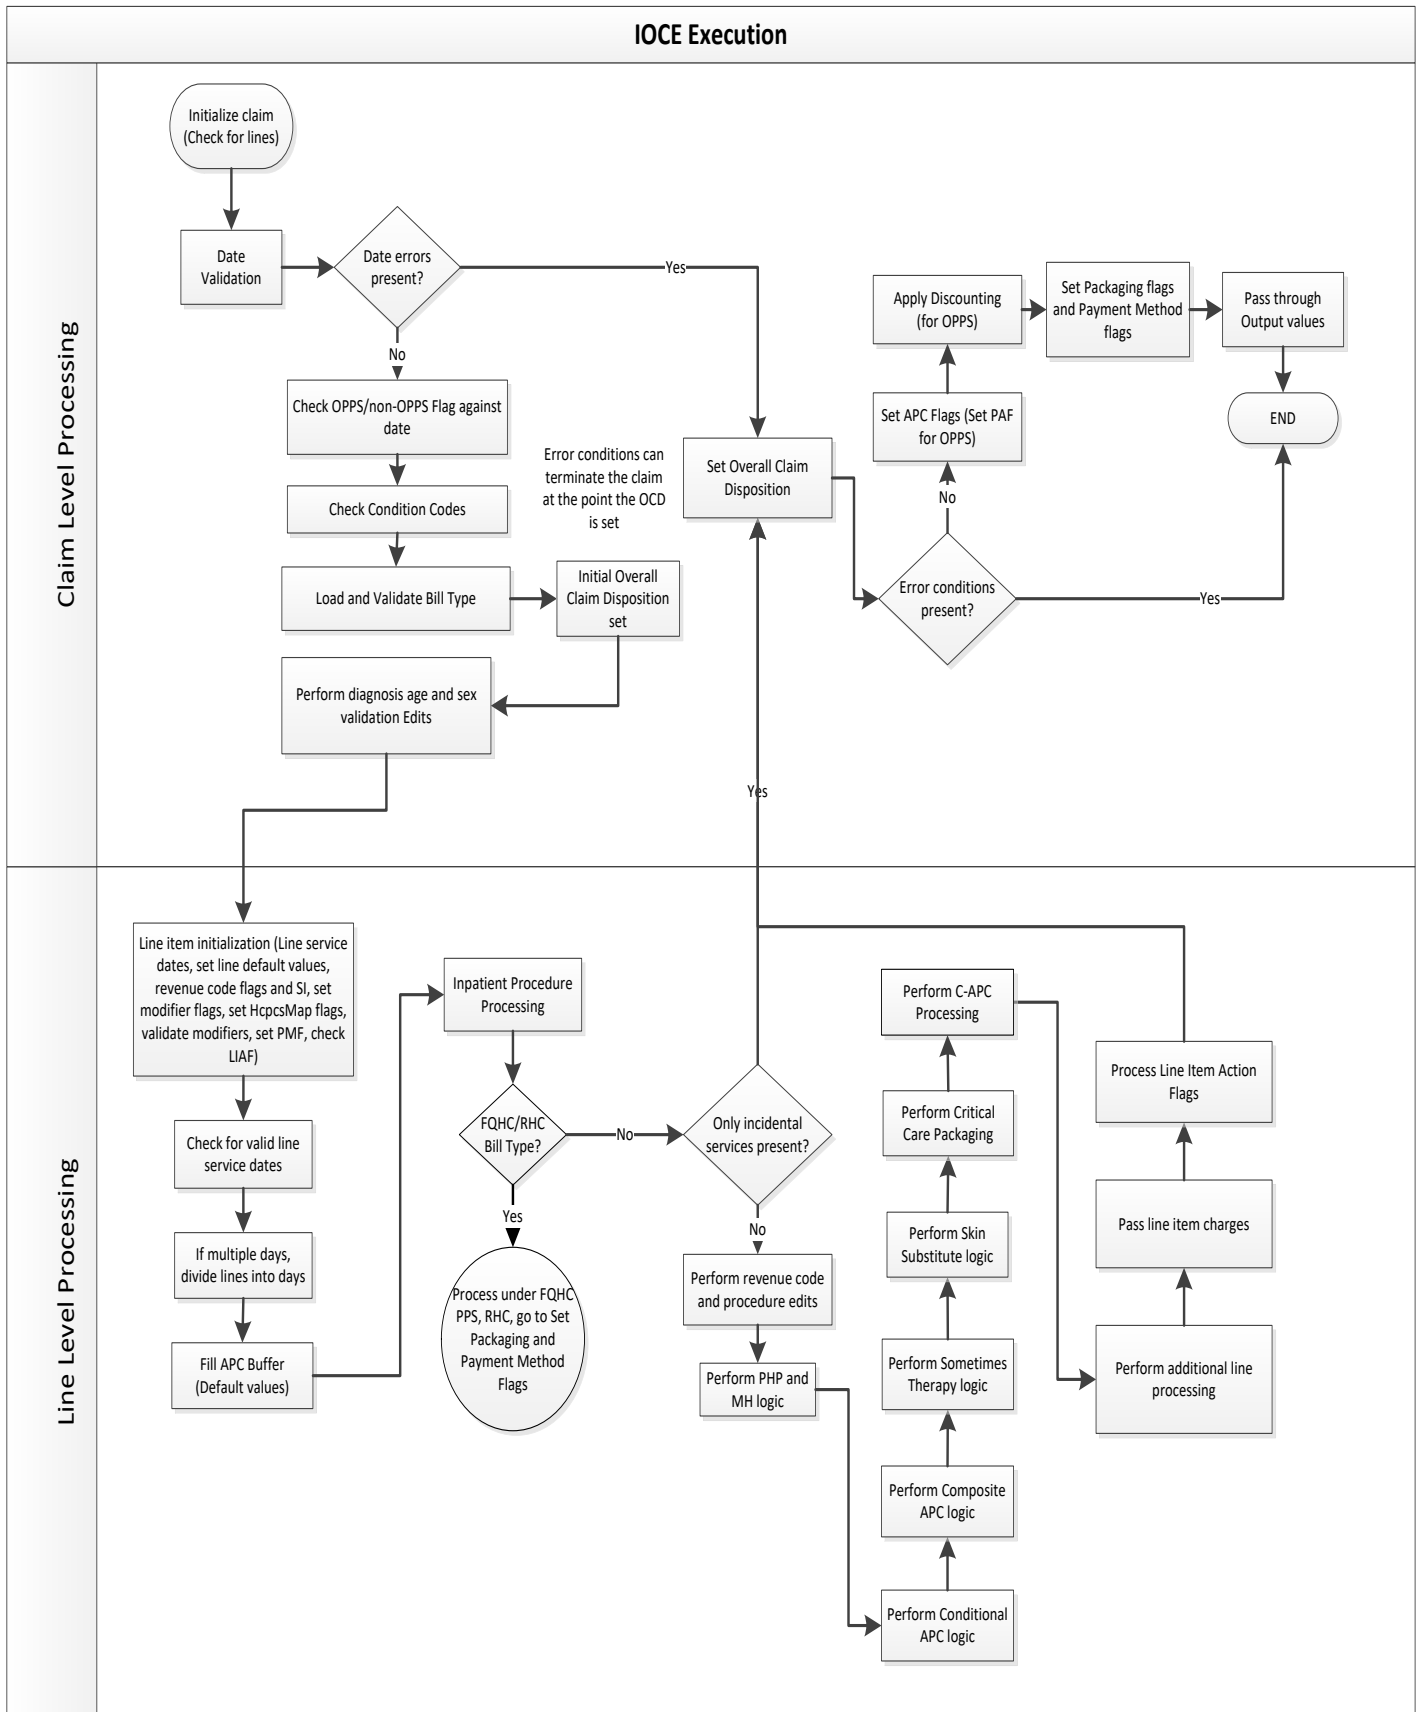 IOCE Execution
Claim Level Processing
Initialize claim
(Check for lines)
Date
Validation
Date errors
present?
Yes
No
Check OPPS/non-OPPS Flag against
date
Check Condition Codes
Load and Validate Bill Type
Initial Overall
Claim Disposition
set
Perform diagnosis age and sex
validation Edits
Error conditions can
terminate the claim
at the point the OCD
is set
Set Overall Claim
Disposition
Error conditions
present?
Yes
No
Set APC Flags (Set PAF
for OPPS)
Apply Discounting
(for OPPS)
Set Packaging flags
and Payment Method
flags
Pass through
Output values
END
Yes
Line Level Processing
Line item initialization (Line service
dates, set line default values,
revenue code flags and SI, set
modifier flags, set HcpcsMap flags,
validate modifiers, set PMF, check
LIAF)
Check for valid line
service dates
If multiple days,
divide lines into days
Fill APC Buffer
(Default values)
Inpatient Procedure
Processing
FQHC/RHC
Bill Type?
No
Yes
Process under FQHC
PPS, RHC, go to Set
Packaging and
Payment Method
Flags
Only incidental
services present?
No
Perform revenue code
and procedure edits
Perform PHP and
MH logic
Perform Conditional
APC logic
Perform Composite
APC logic
Perform Sometimes
Therapy logic
Perform Skin
Substitute logic
Perform Critical
Care Packaging
Perform C-APC
Processing
Perform additional line
processing
Pass line item charges
Process Line Item Action
Flags